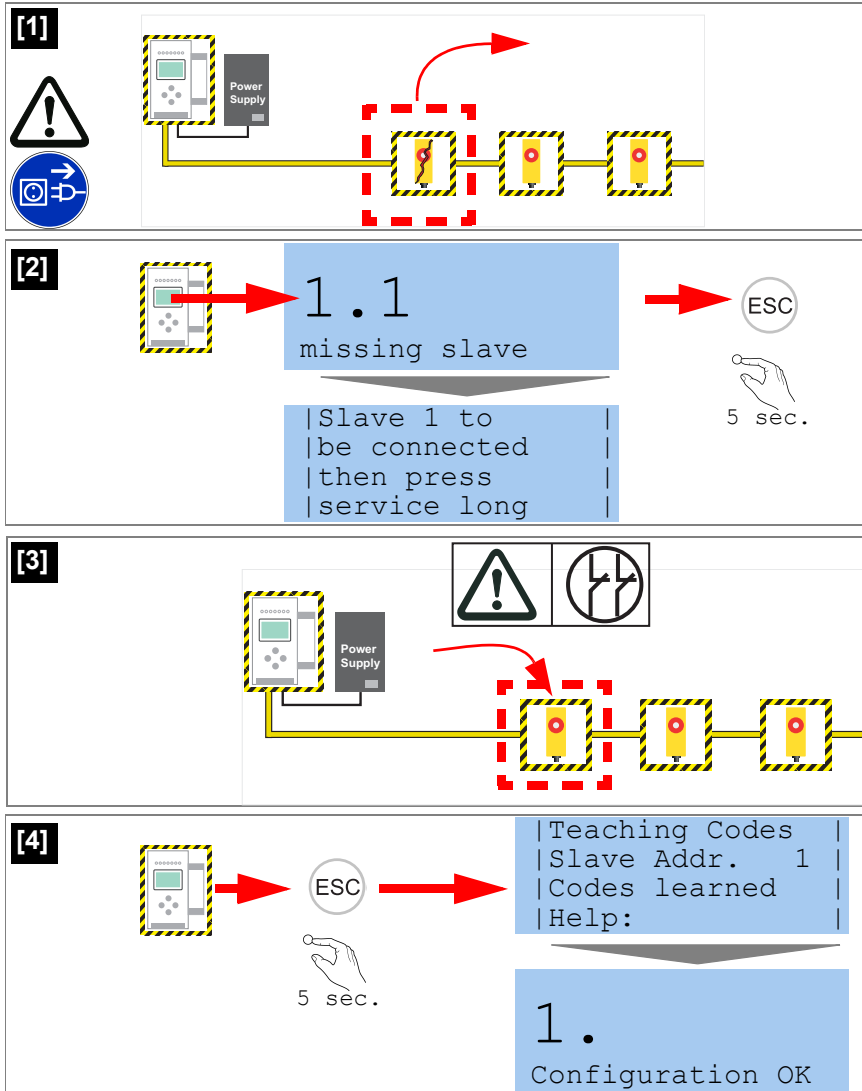 [1]
Power
Supply
[2]
1.1
missing slave
ESC
5 sec.
|Slave 1 to |
|be connected |
|then press |
|service long |
[3]
Power
Supply
[4]
ESC
5 sec.
|Teaching Codes |
|Slave Addr. 1 |
|Codes learned |
|Help: |
1.
Configuration OK